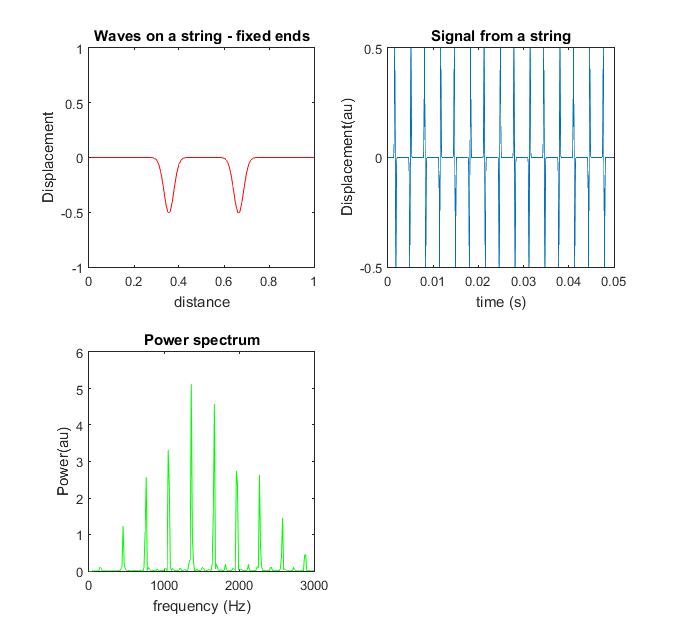 Waves on a string - fixed ends
1
0.5
0
-0.5
-1
Displacement
0 0.2 0.4 0.6 0.8 1
distance
Signal from a string
0.5
0
-0.5
Displacement(au)
0 0.01 0.02 0.03 0.04 0.05
time (s)
Power spectrum
6
5
4
3
2
1
0
Power(au)
0 1000 2000 3000
frequency (Hz)